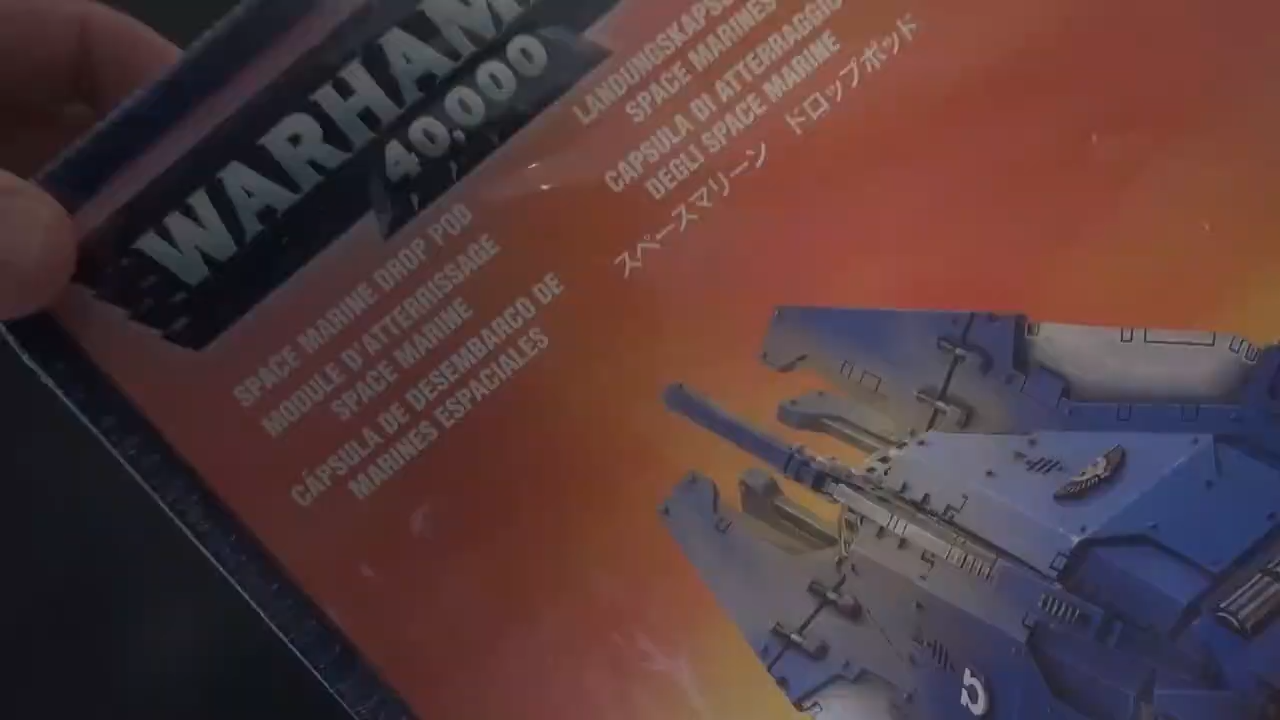 WARHAM
40,000
SPACE MARINE DROP POD
MODULE D'ATTERRISSAGE
SPACE MARINE
CÁPSULA DE DESEMBARCO DE
MARINES ESPACIALES
LANDUNGSKAPS
SPACE MARINES
CAPSULA DI ATTERRAGGIO
DEGLI SPACE MARINE
スペースマリーン ドロップポッド
5